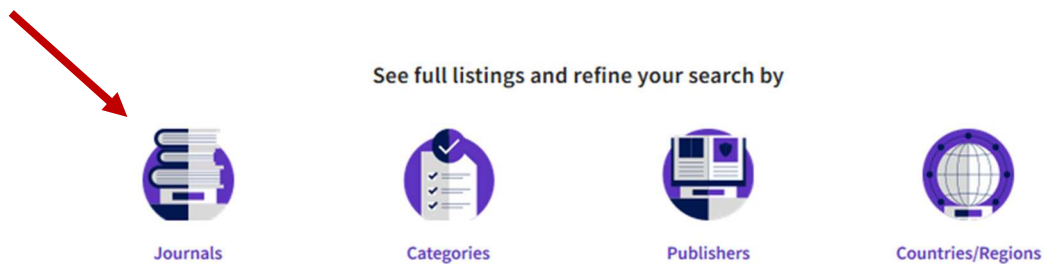 See full listings and refine your search by
Journals
Categories
Publishers
Countries/Regions